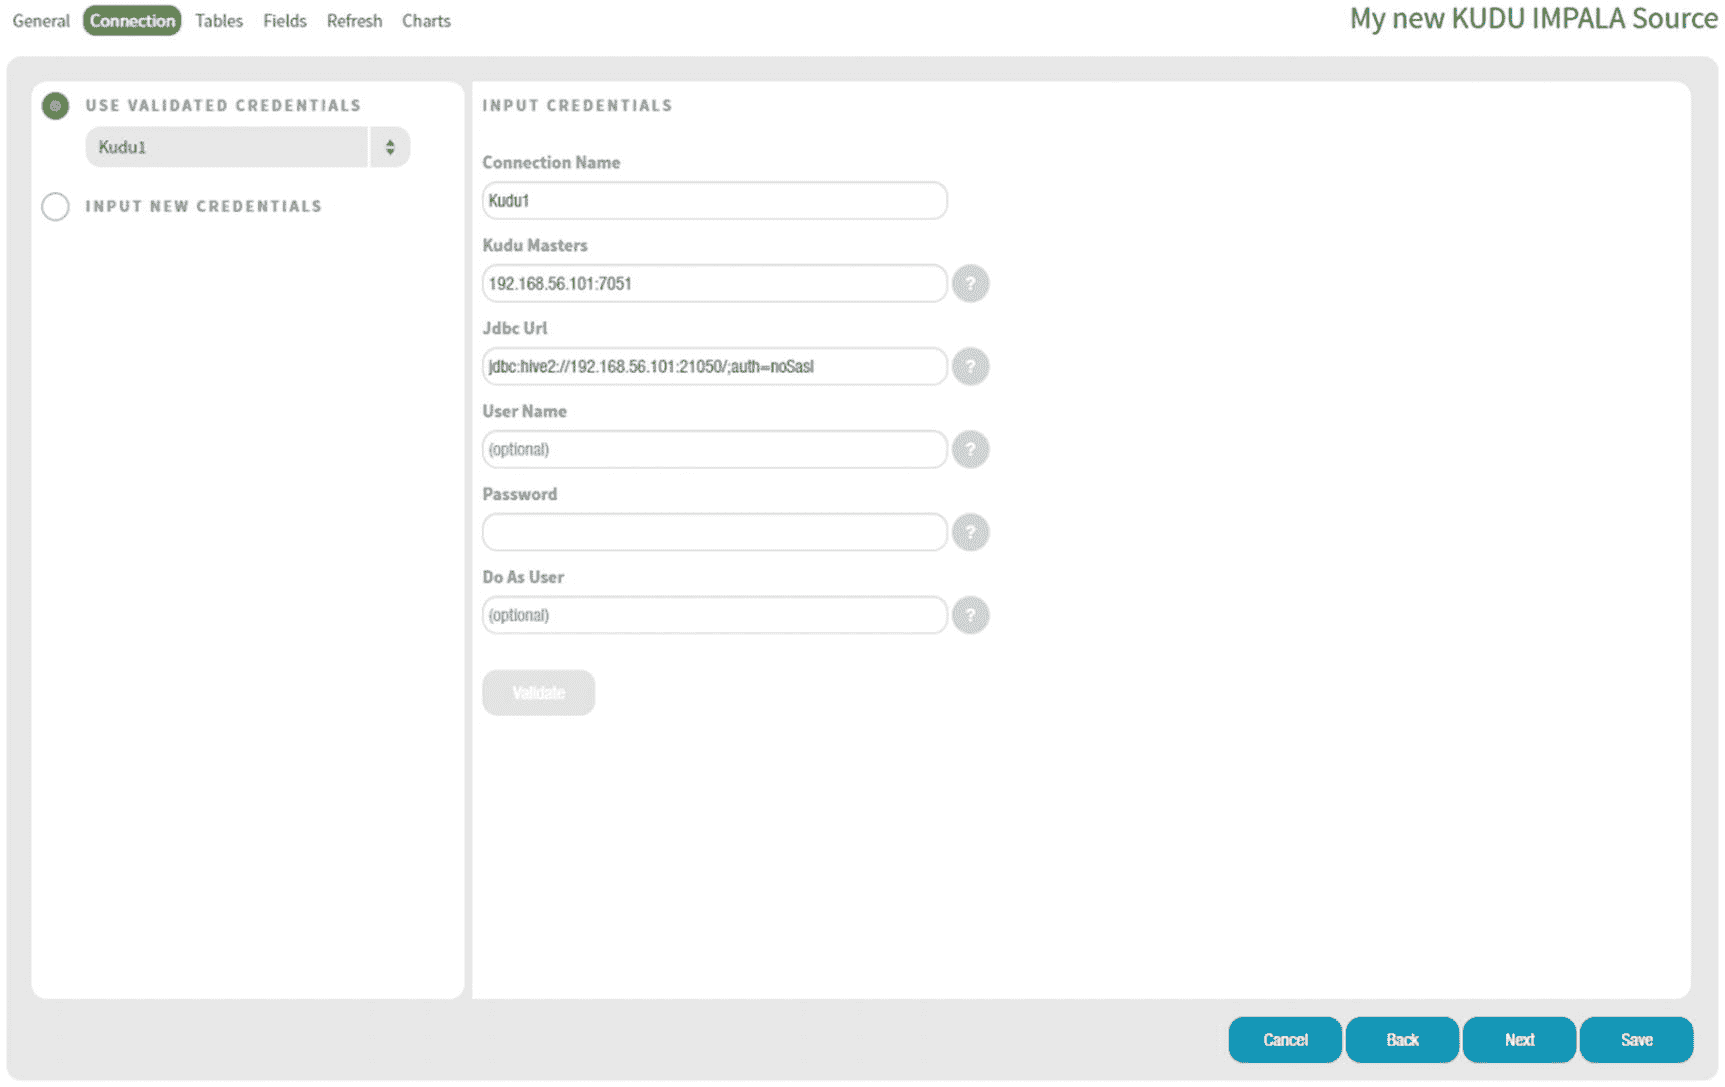 General Connection Tables Fields Refresh Charts
My new KUDU IMPALA Source
USE VALIDATED CREDENTIALS
Kudu1
INPUT NEW CREDENTIALS
INPUT CREDENTIALS
Connection Name
Kudu1
Kudu Masters
192.168.56.101:7051
?
Jdbc Url
jdbc:hive2://192.168.56.101:21050/;auth=noSasl
?
User Name
(optional)
?
Password
?
Do As User
(optional)
?
Validate
Cancel Back Next Save